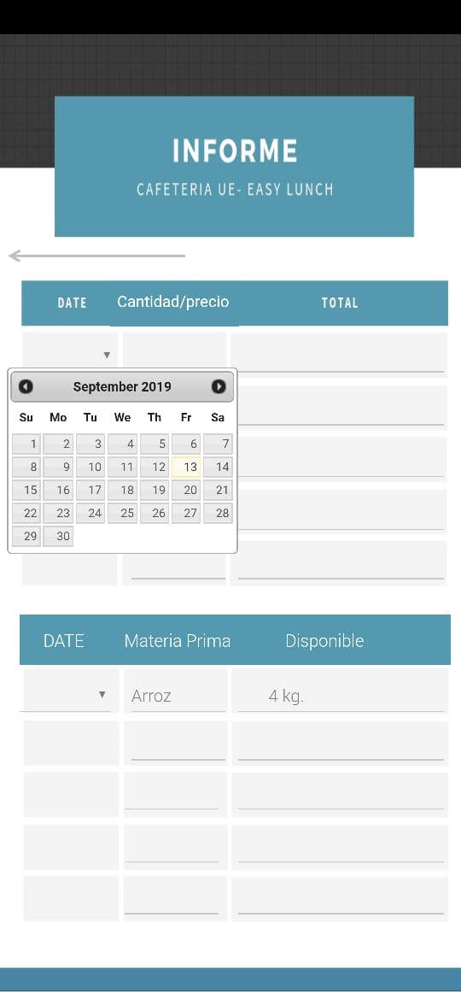 INFORME
CAFETERIA UE- EASY LUNCH
DATE Cantidad/precio TOTAL
September 2019
Su Mo Tu We Th Fr Sa
1 2 3 4 5 6 7
8 9 10 11 12 13 14
15 16 17 18 19 20 21
22 23 24 25 26 27 28
29 30
DATE Materia Prima Disponible
Arroz 4 kg.